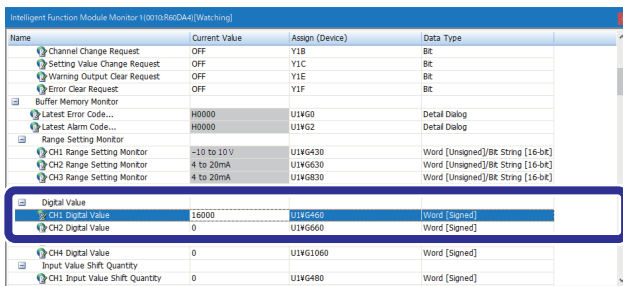 Intelligent Function Module Monitor 1(0010:R60DA4)[Watching]
Name Current Value Assign (Device) Data Type
Channel Change Request OFF Y1B Bit
Setting Value Change Request OFF Y1C Bit
Warning Output Clear Request OFF Y1E Bit
Error Clear Request OFF Y1F Bit
Buffer Memory Monitor
Latest Error Code... H0000 U1¥G0 Detail Dialog
Latest Alarm Code... H0000 U1¥G2 Detail Dialog
Range Setting Monitor
CH1 Range Setting Monitor -10 to 10 V U1¥G430 Word [Unsigned]/Bit String [16-bit]
CH2 Range Setting Monitor 4 to 20mA U1¥G630 Word [Unsigned]/Bit String [16-bit]
CH3 Range Setting Monitor 4 to 20mA U1¥G830 Word [Unsigned]/Bit String [16-bit]
Digital Value
CH1 Digital Value 16000 U1¥G460 Word [Signed]
CH2 Digital Value 0 U1¥G660 Word [Signed]
CH4 Digital Value 0 U1¥G1060 Word [Signed]
Input Value Shift Quantity
CH1 Input Value Shift Quantity 0 U1¥G480 Word [Signed]